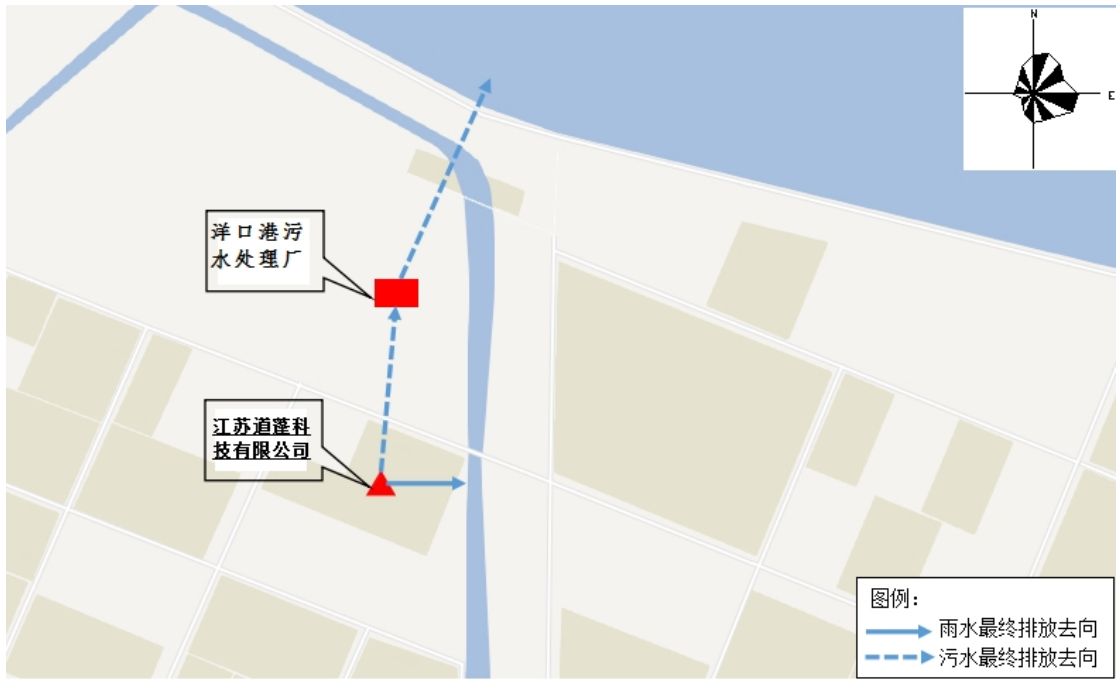 N
E
洋口港污
水处理厂
江苏道蓬科
技有限公司
图例：
雨水最终排放去向
污水最终排放去向